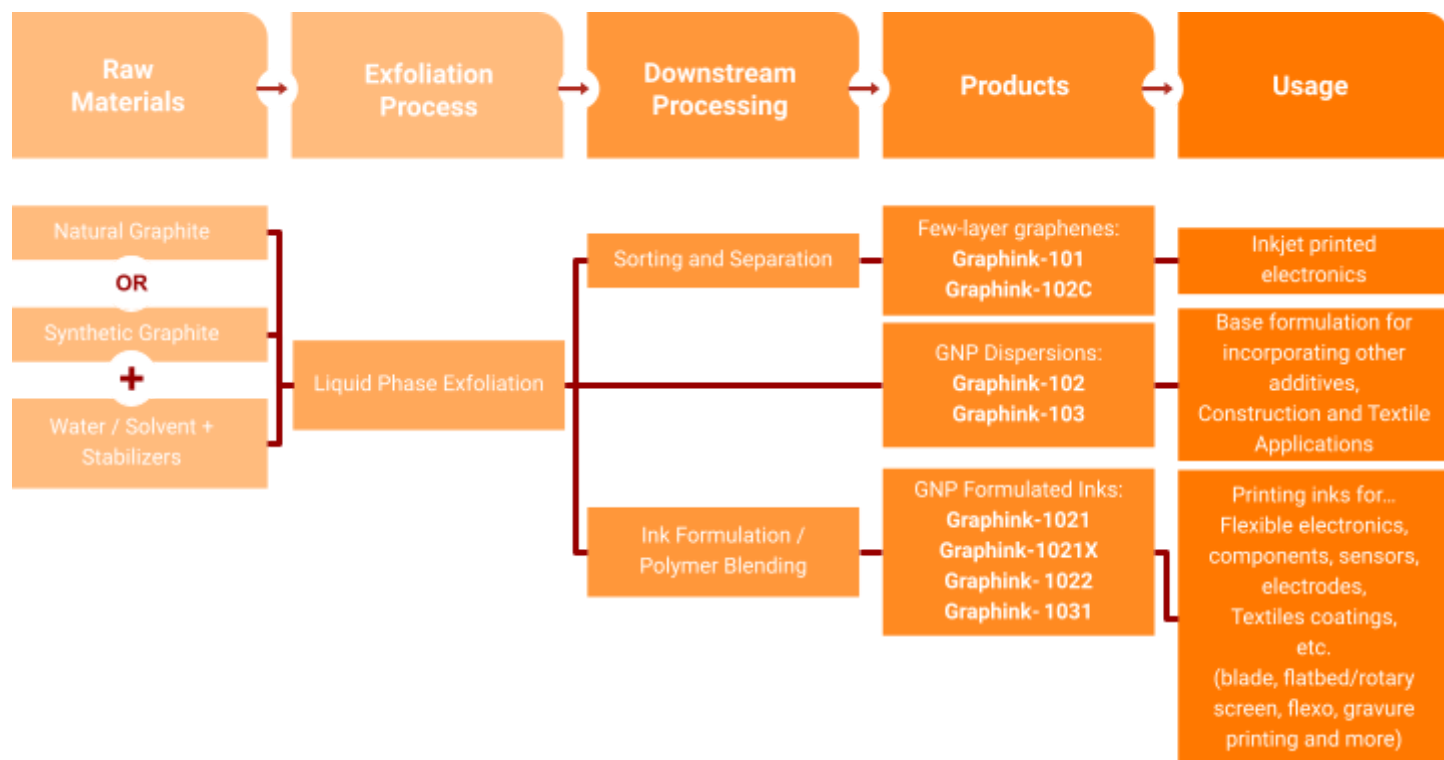 Raw
Materials
Exfoliation
Process
Downstream
Processing
Products
Usage
Natural Graphite
OR
Synthetic Graphite
+
Water / Solvent +
Stabilizers
Liquid Phase Exfoliation
Sorting and Separation
Ink Formulation /
Polymer Blending
Few-layer graphenes:
Graphink-101
Graphink-102C
GNP Dispersions:
Graphink-102
Graphink-103
GNP Formulated Inks:
Graphink-1021
Graphink-1021X
Graphink- 1022
Graphink- 1031
Inkjet printed
electronics
Base formulation for
incorporating other
additives,
Construction and Textile
Applications
Printing inks for...
Flexible electronics,
components, sensors,
electrodes,
Textiles coatings,
etc.
(blade, flatbed/rotary
screen, flexo, gravure
printing and more)